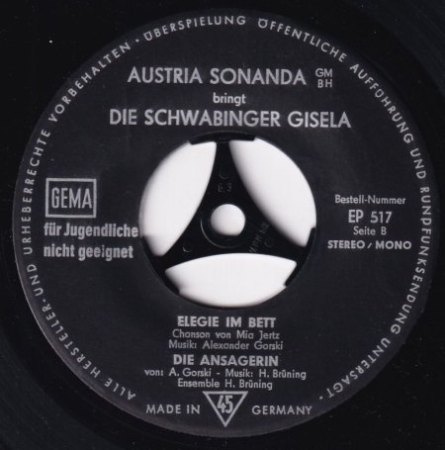 ALLE HERSTELLER- UND URHEBERRECHTE VORBEHALTEN · ÜBERSPIELUNG ÖFFENTLICHE AUFFÜHRUNG UND RUNDFUNKSENDUNG UNTERSAGT ·
AUSTRIA SONANDA GM BH
bringt
DIE SCHWABINGER GISELA
GEMA
für Jugendliche
nicht geeignet
Bestell-Nummer
EP 517
Seite B
STEREO / MONO
ELEGIE IM BETT
Chonson von Mia Jertz
Musik: Alexander Gorski
DIE ANSAGERIN
von: A. Gorski - Musik: H. Brüning
Ensemble H. Brüning
MADE IN 45 GERMANY